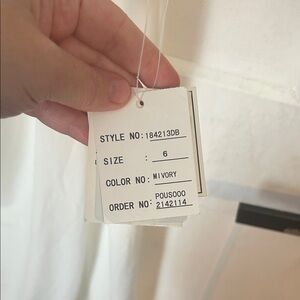 STYLE NO: 184213DB
SIZE : 6
COLOR NO: MIVORY
POUSOOO
ORDER NO: 2142114